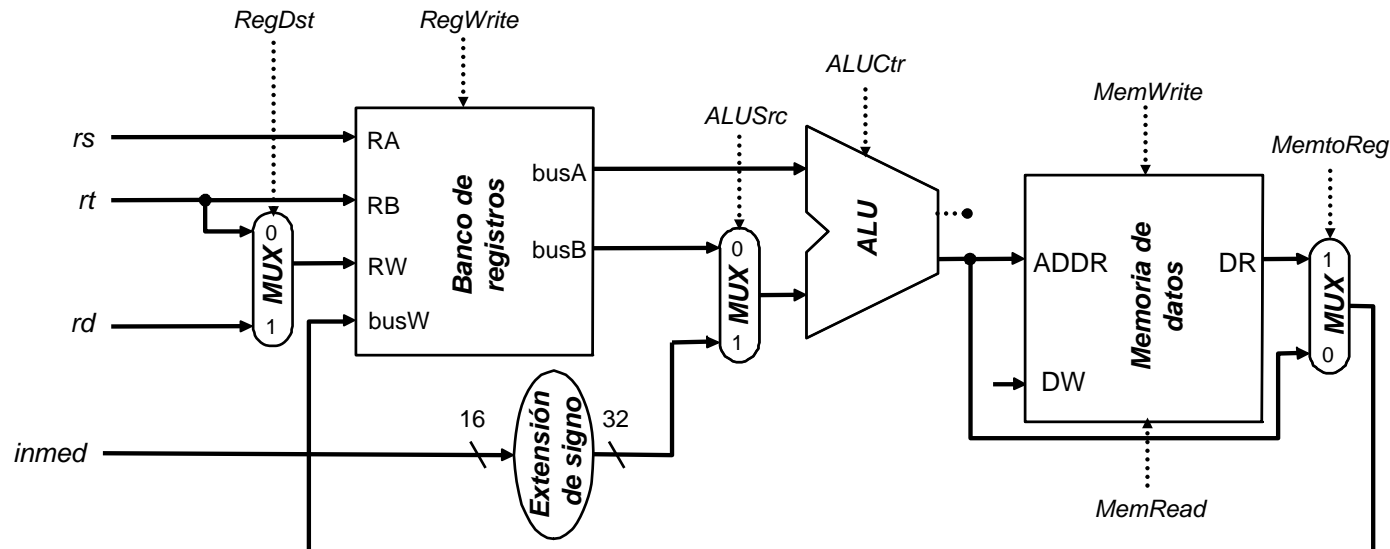 RegDst
RegWrite
ALUCtr
MemWrite
ALUSrc
MemtoReg
rs
RA
busA
rt
RB
0
MUX
1
RW
Banco de
registros
busB
0
MUX
1
ALU
ADDR
Memoria de
datos
DR
1
MUX
0
rd
busW
DW
16
32
inmed
Extensión
de signo
MemRead